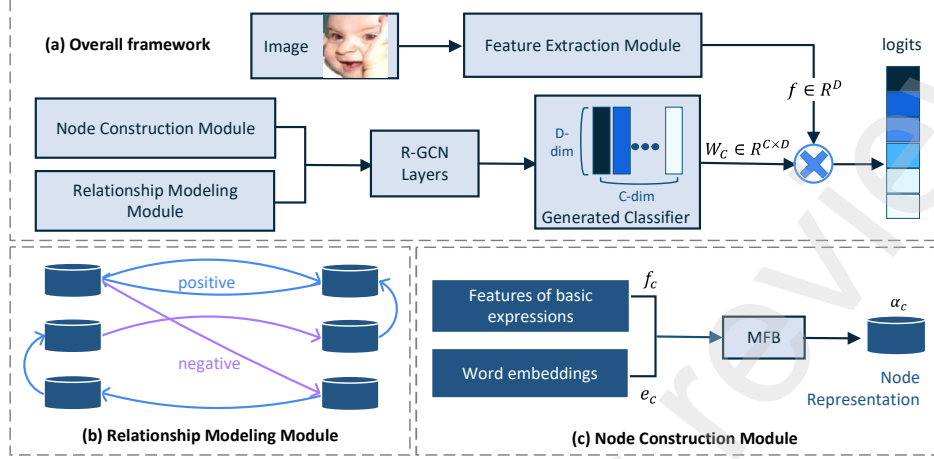 (a) Overall framework
Image
Feature Extraction Module
logits
f ∈ R^D
Node Construction Module
Relationship Modeling
Module
R-GCN
Layers
D-
dim
C-dim
Generated Classifier
W_C ∈ R^{C×D}
positive
negative
(b) Relationship Modeling Module
Features of basic
expressions
f_c
Word embeddings
e_c
MFB
α_c
Node
Representation
(c) Node Construction Module
review